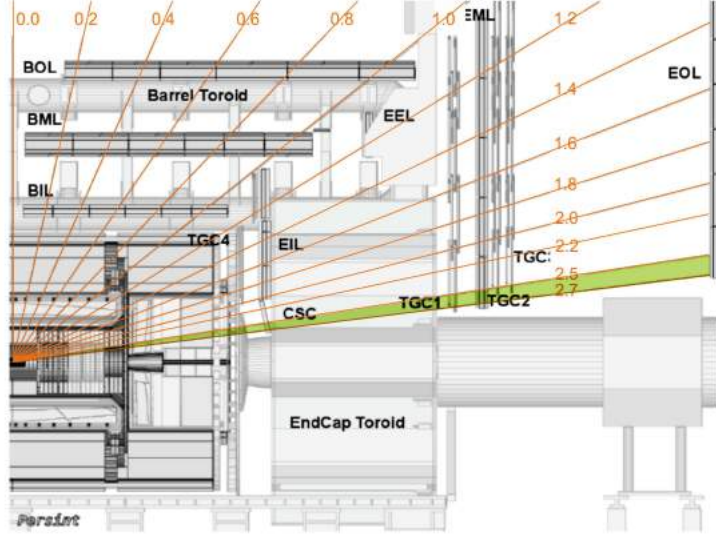 0.0 0.2 0.4 0.6 0.8 1.0 EML 1.2
BOL
EOL
Barrel Toroid
1.4
BML
EEL
1.6
1.8
BIL
2.0
TGC4
EIL
2.2
2.5
2.7
TGC1
TGC2
CSC
EndCap Toroid
Persint